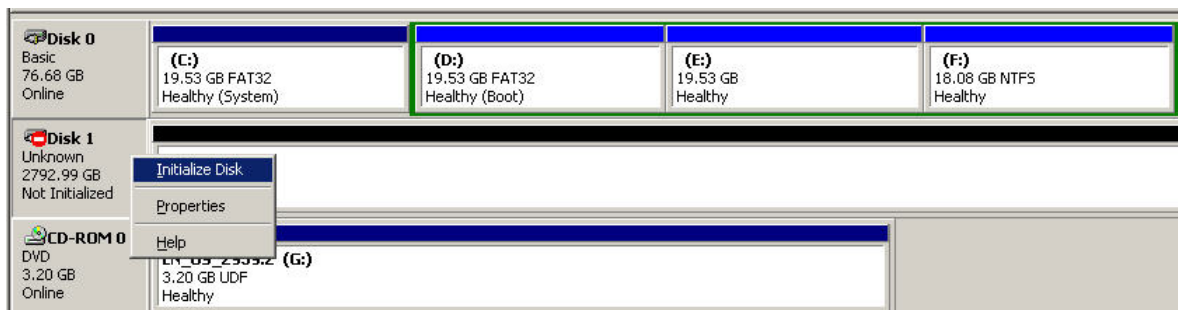 Disk 0
Basic
76.68 GB
Online
(C:)
19.53 GB FAT32
Healthy (System)
(D:)
19.53 GB FAT32
Healthy (Boot)
(E:)
19.53 GB
Healthy
(F:)
18.08 GB NTFS
Healthy
Disk 1
Unknown
2792.99 GB
Not Initialized
Initialize Disk
Properties
Help
CD-ROM 0
DVD
3.20 GB
Online
(G:)
3.20 GB UDF
Healthy